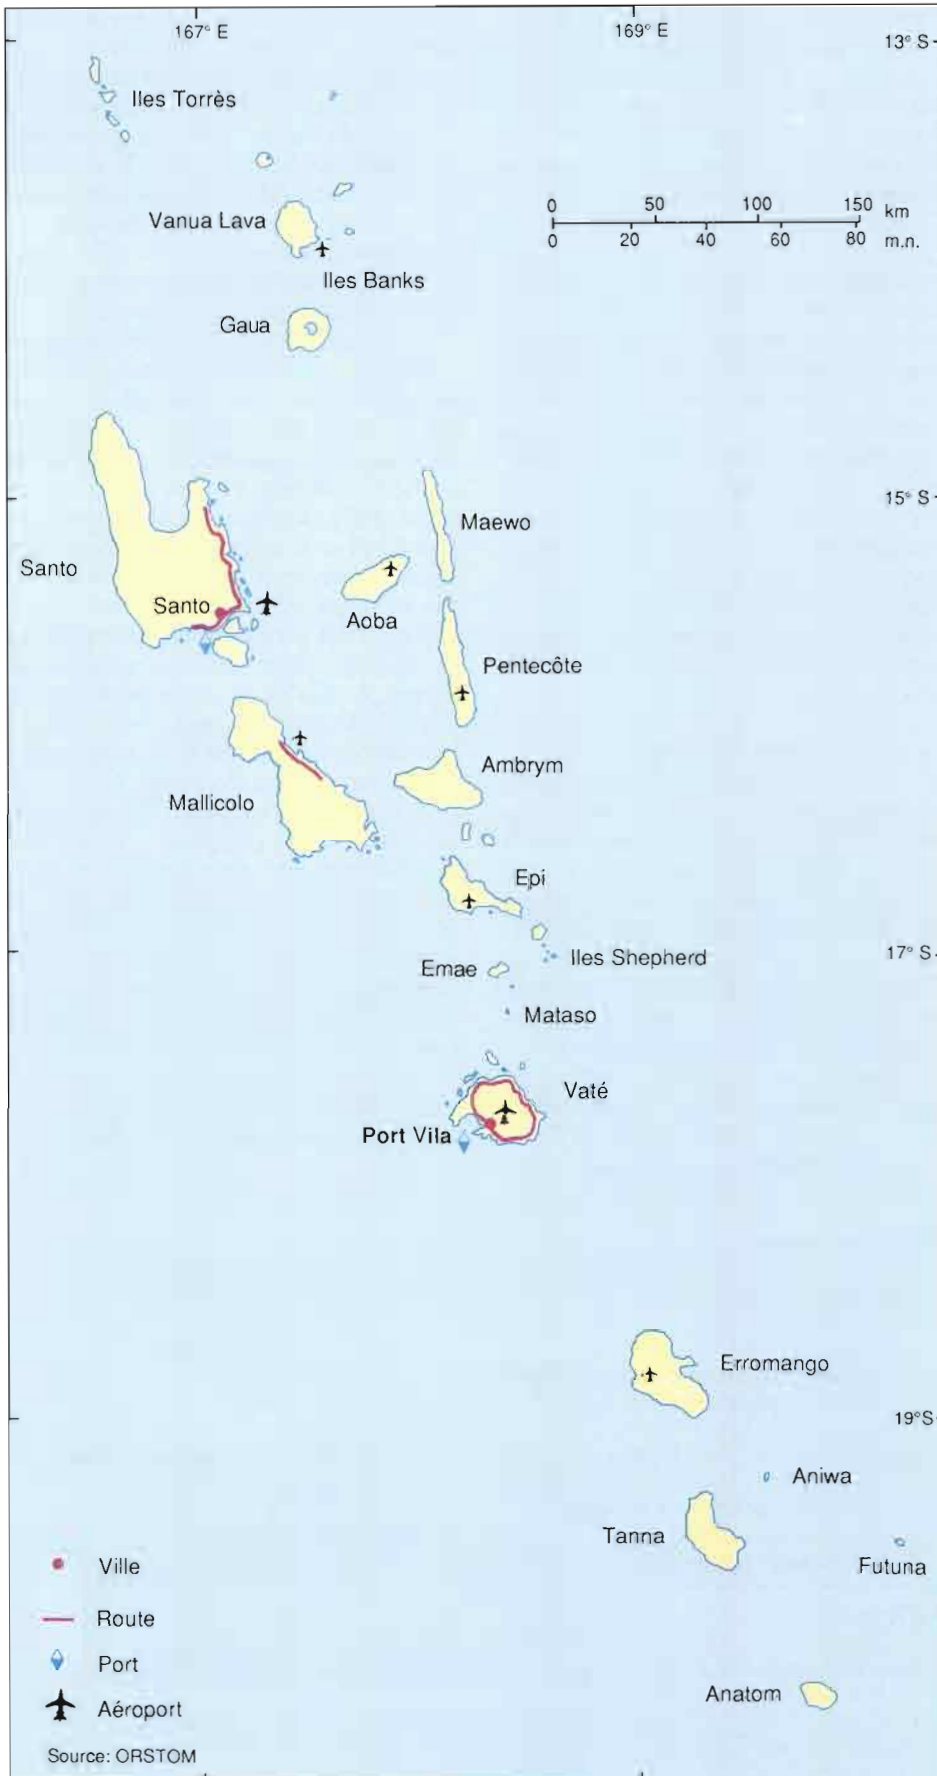 167° E
169° E
13° S
Iles Torrès
0 50 100 150 km
0 20 40 60 80 m.n.
Vanua Lava
Iles Banks
Gaua
15° S
Maewo
Santo
Santo
Aoba
Pentecôte
Ambrym
Mallicolo
Epi
17° S
Iles Shepherd
Emae
Mataso
Vaté
Port Vila
Erromango
19°S
Aniwa
Tanna
Futuna
Anatom
Ville
Route
Port
Aéroport
Source: ORSTOM